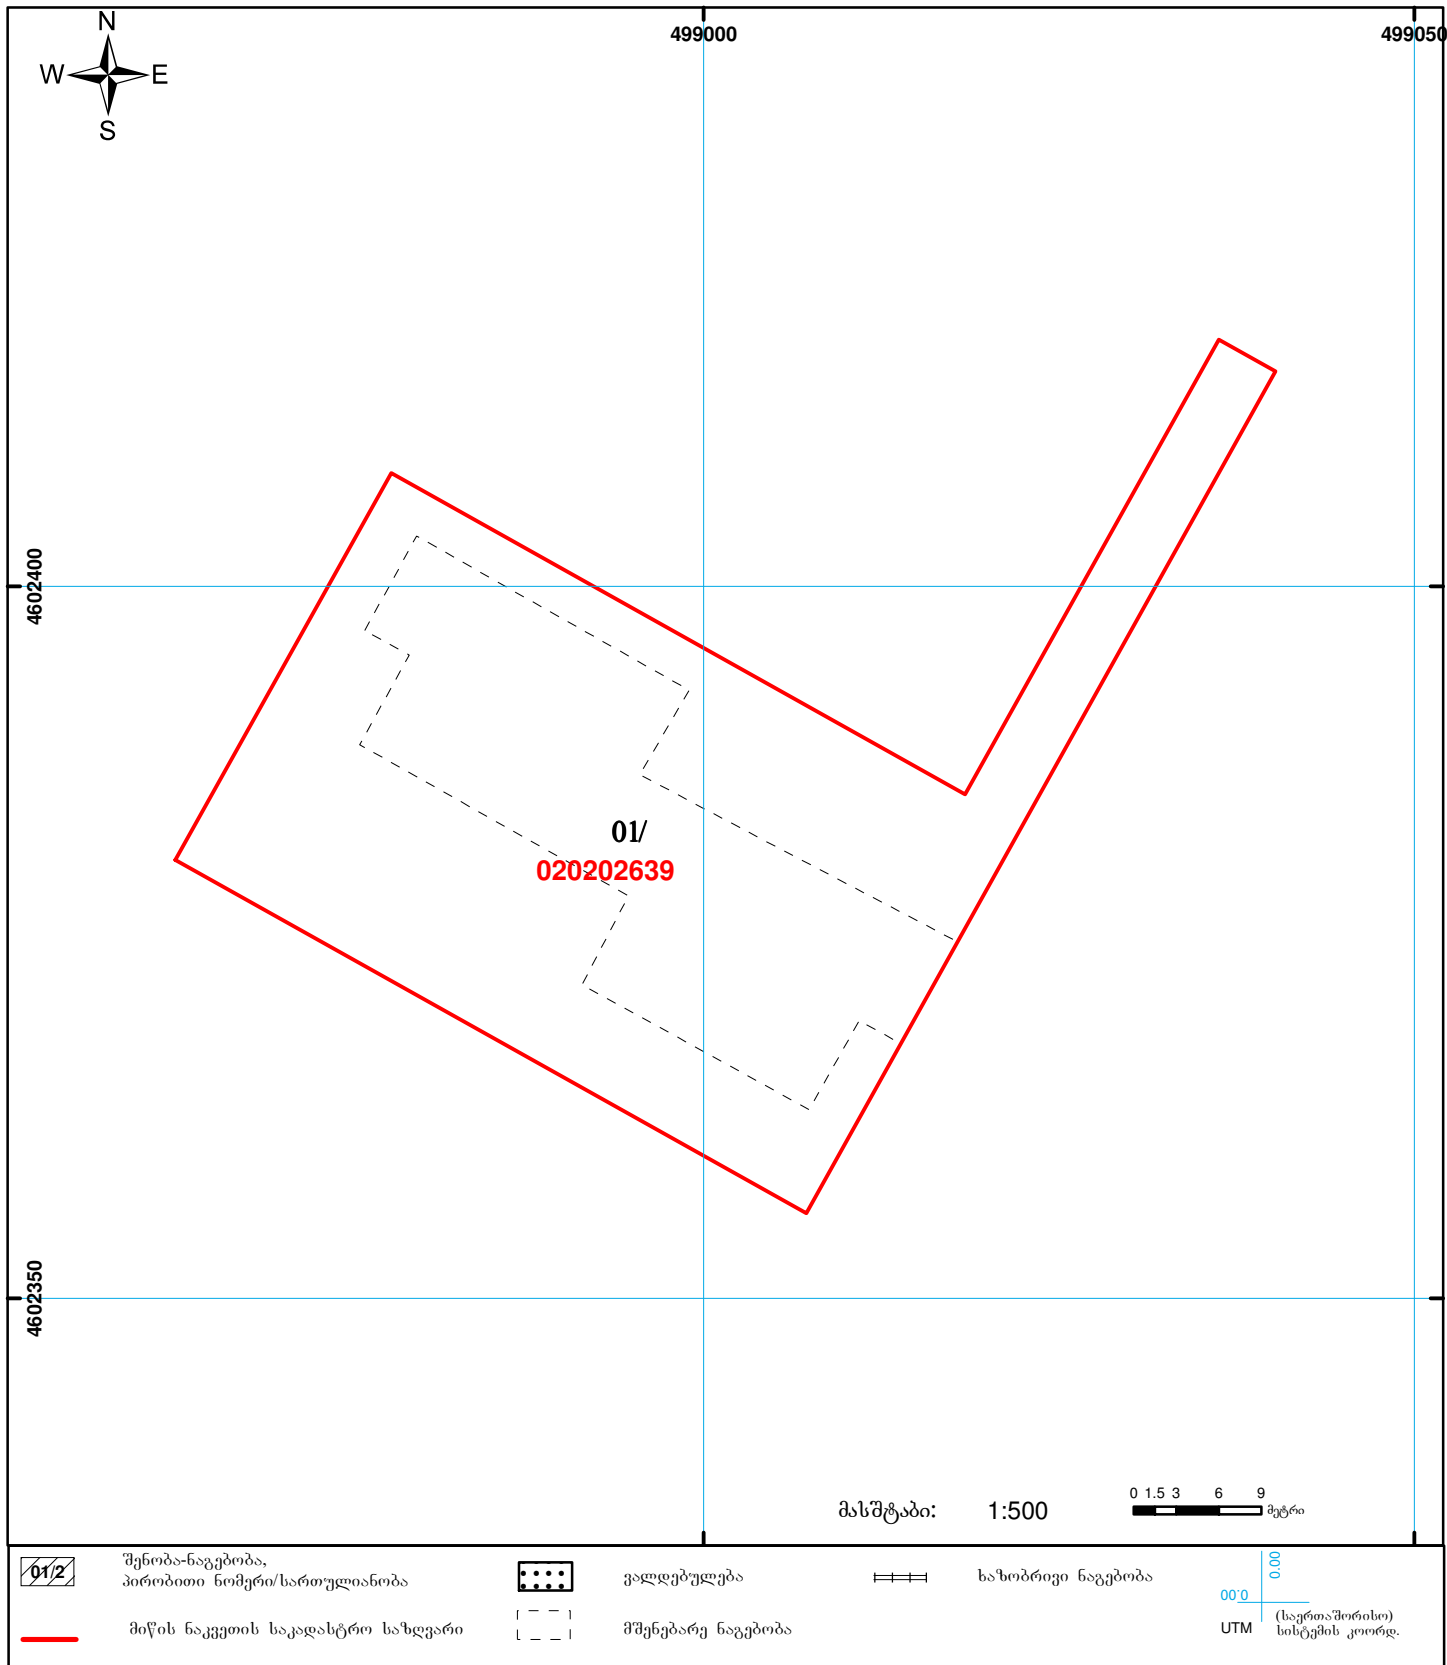 N
W E
S
499000
499050
4602400
4602350
01/
020202639
მასშტაბი: 1:500
0 1.5 3 6 9
მეტრი
01/2
შენობა-ნაგებობა,
პირობითი ნომერი/სართულიანობა
ვალდებულება
ხაზობრივი ნაგებობა
მიწის ნაკვეთის საკადასტრო საზღვარი
მშენებარე ნაგებობა
0.00
0.00
UTM
(საერთაშორისო)
სისტემის კოორდ.